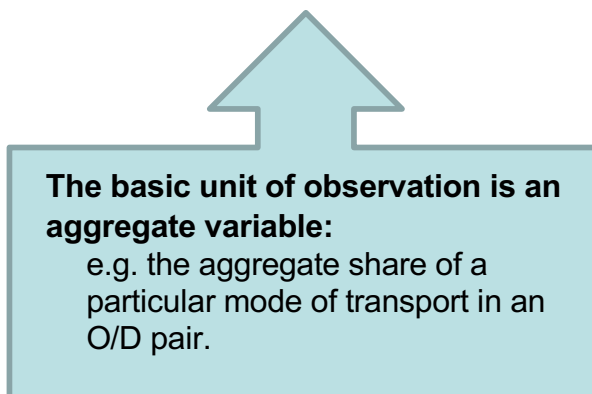 The basic unit of observation is an
aggregate variable:
e.g. the aggregate share of a
particular mode of transport in an
O/D pair.